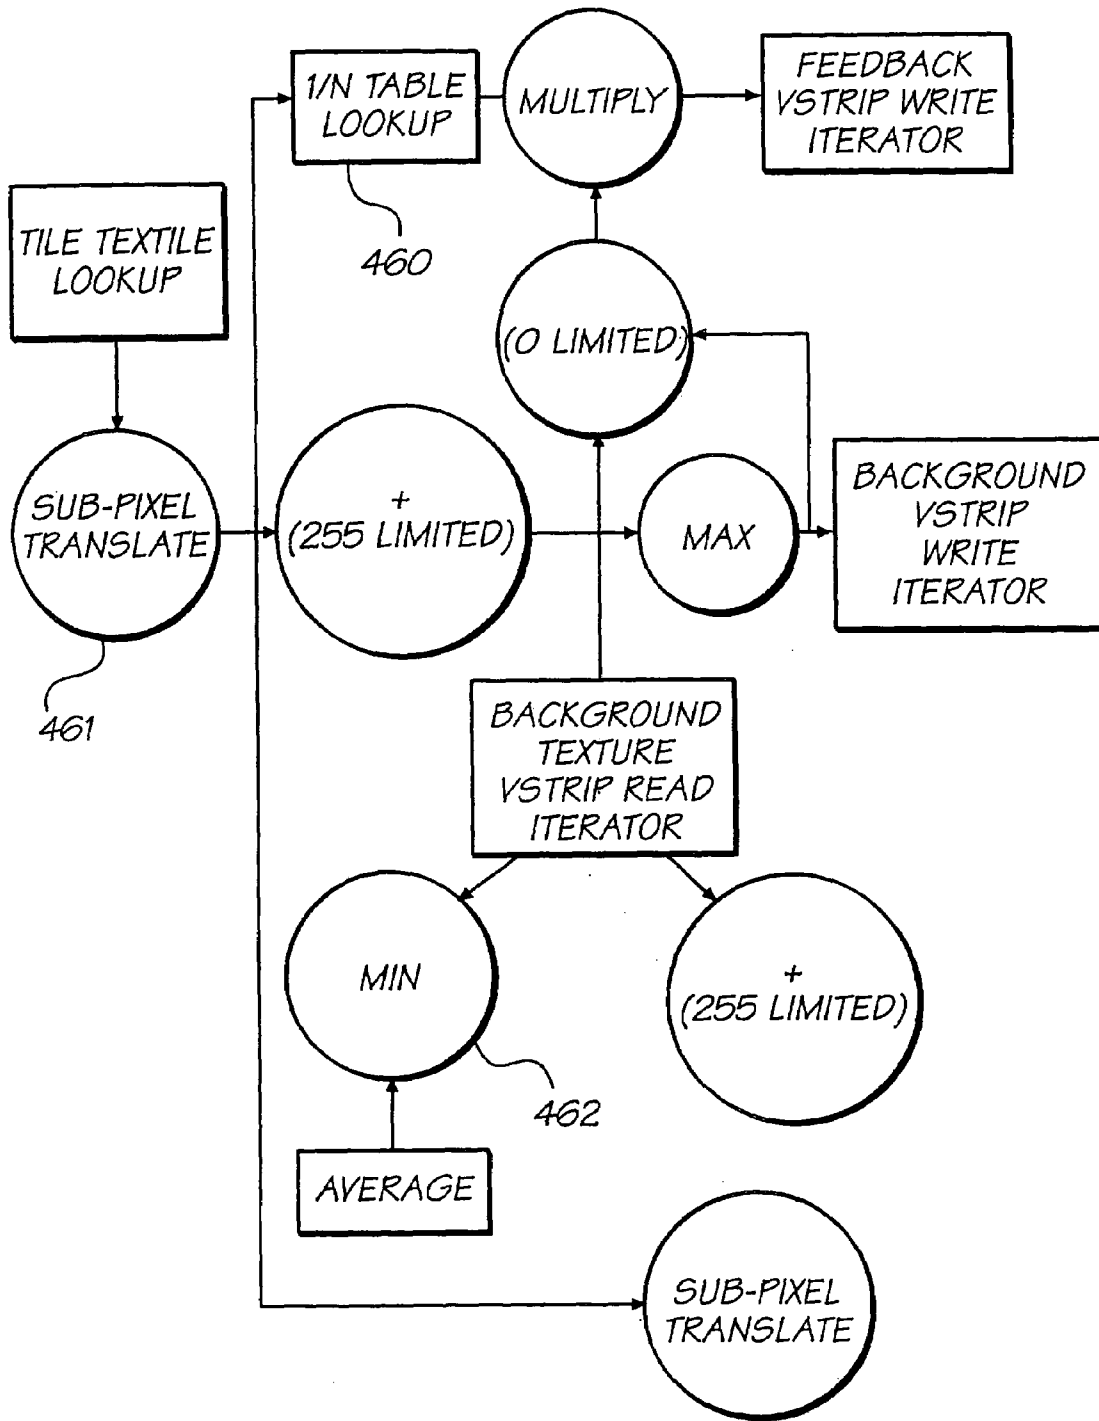 1/N TABLE
LOOKUP
MULTIPLY
FEEDBACK
VSTRIP WRITE
ITERATOR
460
TILE TEXTILE
LOOKUP
(0 LIMITED)
SUB-PIXEL
TRANSLATE
461
+
(255 LIMITED)
MAX
BACKGROUND
VSTRIP
WRITE
ITERATOR
BACKGROUND
TEXTURE
VSTRIP READ
ITERATOR
MIN
462
+
(255 LIMITED)
AVERAGE
SUB-PIXEL
TRANSLATE